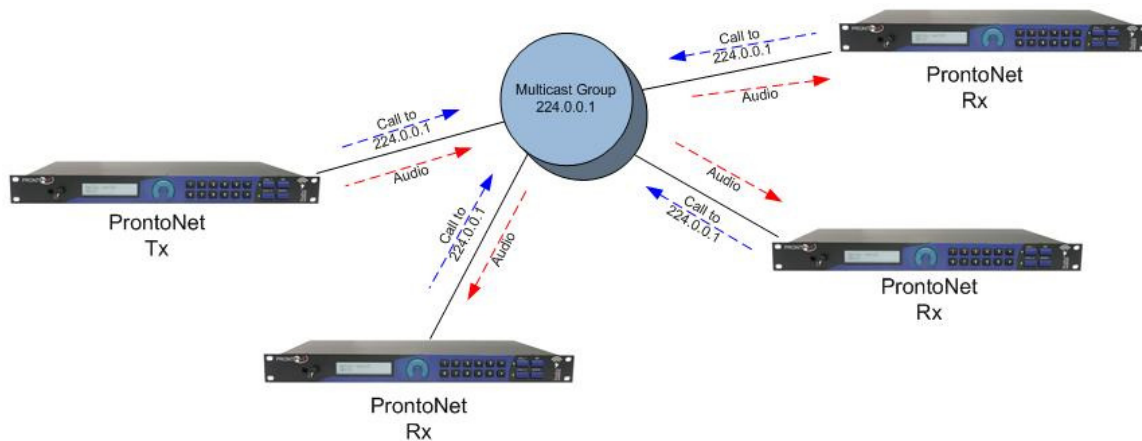 Call to
224.0.0.1
Audio
ProntoNet
Rx
Multicast Group
224.0.0.1
Call to
224.0.0.1
Audio
PRONTO
ProntoNet
Tx
Audio
Call to
224.0.0.1
ProntoNet
Rx
Call to
224.0.0.1
Audio
PRONTO
ProntoNet
Rx